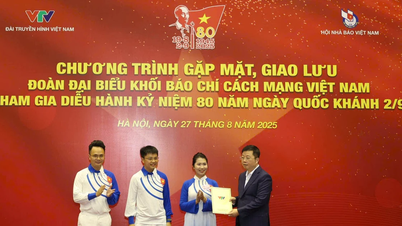 VTV
ĐÀI TRUYỀN HÌNH VIỆT NAM
80
HỘI NHÀ BÁO VIỆT NAM
CHƯƠNG TRÌNH GẶP MẶT, GIAO LƯU
ĐOÀN ĐẠI BIỂU KHỐI BÁO CHÍ CÁCH MẠNG VIỆT NAM
HAM GIA DIỄU HÀNH KỶ NIỆM 80 NĂM NGÀY QUỐC KHÁNH 2/9
HÀ NỘI, NGÀY 27 THÁNG 8 NĂM 2025